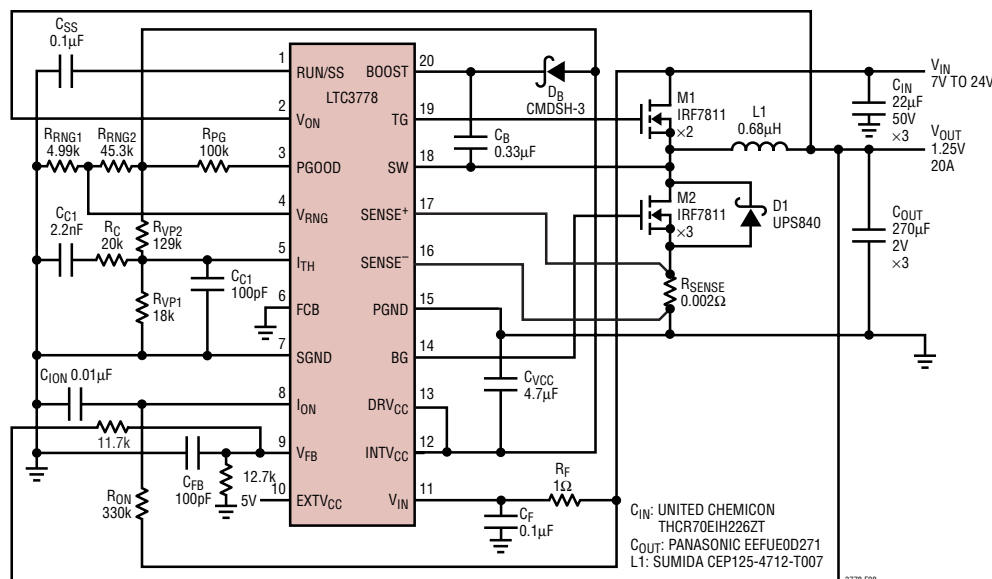 CSS
0.1µF
1
RUN/SS
LTC3778
BOOST
20
DB
CMDSH-3
VIN
7V TO 24V
CIN
22µF
50V
×3
2
VON
TG
19
M1
IRF7811
×2
L1
0.68µH
VOUT
1.25V
20A
RRNG1
4.99k
RRNG2
45.3k
RPG
100k
3
PGOOD
SW
18
CB
0.33µF
4
VRNG
SENSE+
17
M2
IRF7811
×3
D1
UPS840
COUT
270µF
2V
×3
CC1
2.2nF
RC
20k
RVP2
129k
5
ITH
SENSE–
16
CC1
100pF
RVP1
18k
6
FCB
PGND
15
RSENSE
0.002Ω
7
SGND
BG
14
CION 0.01µF
8
ION
DRVCC
13
CVCC
4.7µF
11.7k
9
VFB
INTVCC
12
CFB
100pF
12.7k
RON
330k
5V
10
EXTVCC
VIN
11
RF
1Ω
CF
0.1µF
CIN: UNITED CHEMICON
THCR70EIH226ZT
COUT: PANASONIC EEFUE0D271
L1: SUMIDA CEP125-4712-T007